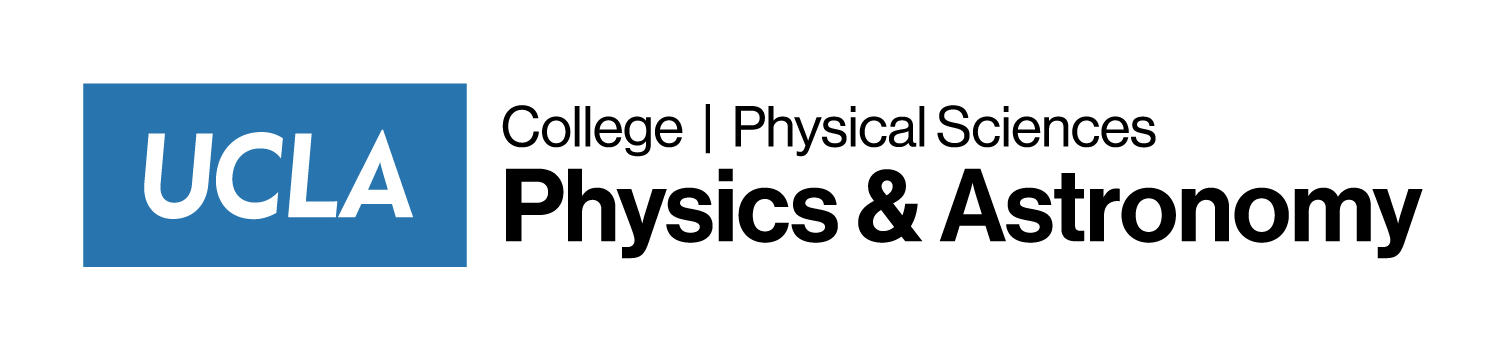 UCLA
College | Physical Sciences
Physics & Astronomy